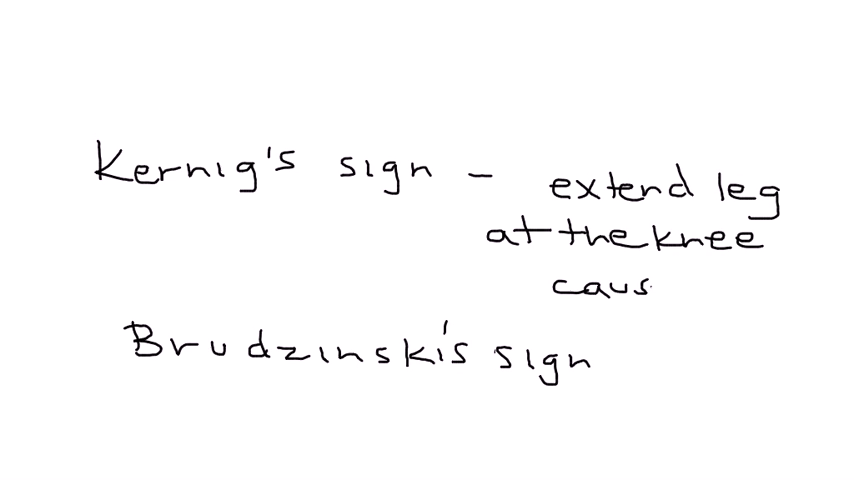 Kernig's sign - extend leg
at the knee
caus
Brudzinski's sign